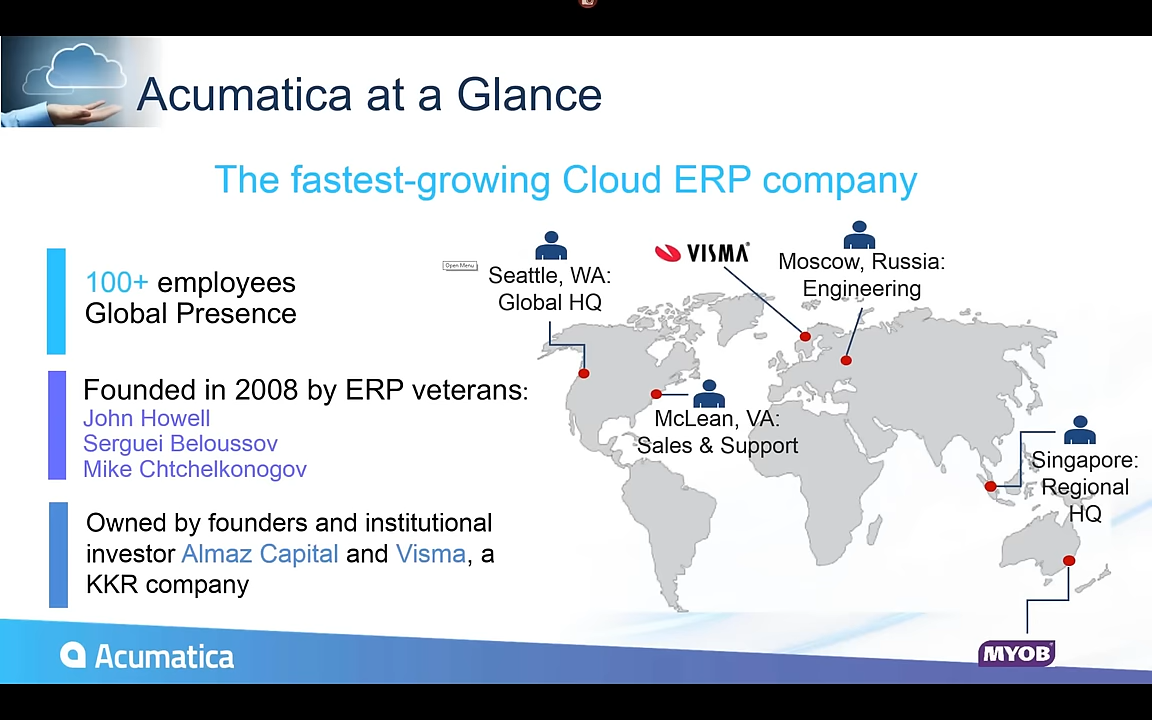 Acumatica at a Glance
The fastest-growing Cloud ERP company
100+ employees
Global Presence
Founded in 2008 by ERP veterans:
John Howell
Serguei Beloussov
Mike Chtchelkonogov
Owned by founders and institutional
investor Almaz Capital and Visma, a
KKR company
Open Menu
Seattle, WA:
Global HQ
VISMA®
Moscow, Russia:
Engineering
McLean, VA:
Sales & Support
Singapore:
Regional
HQ
MYOB
Acumatica